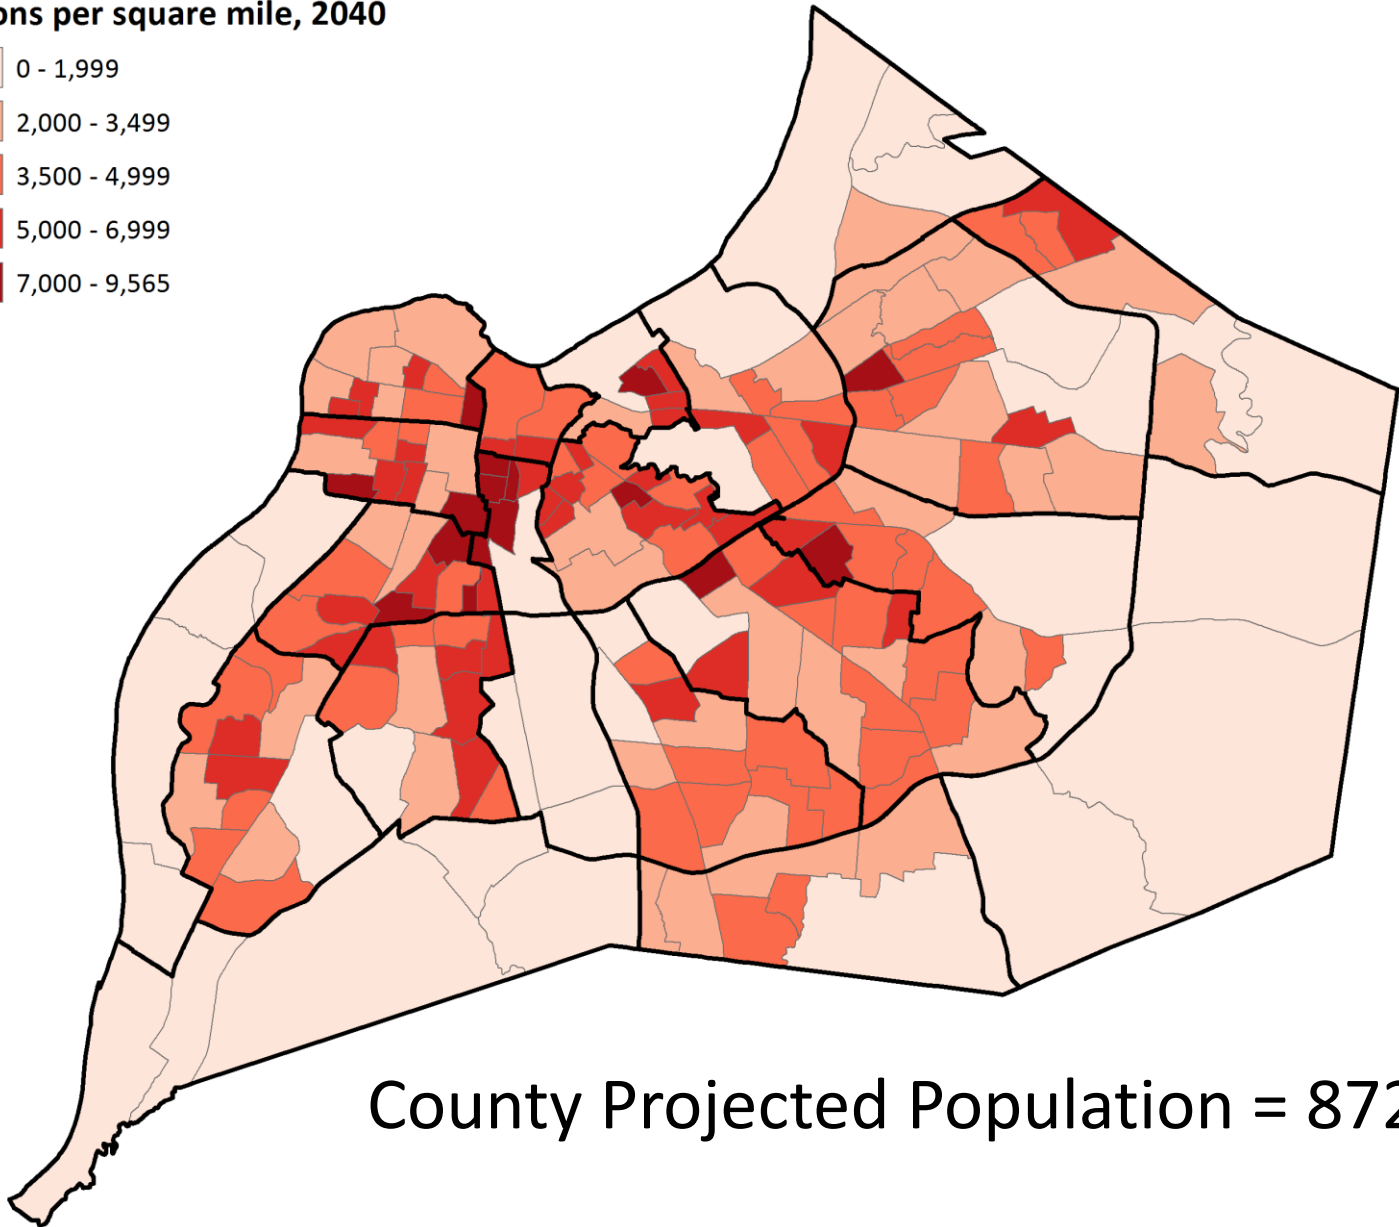 ons per square mile, 2040
0 - 1,999
2,000 - 3,499
3,500 - 4,999
5,000 - 6,999
7,000 - 9,565
County Projected Population = 872